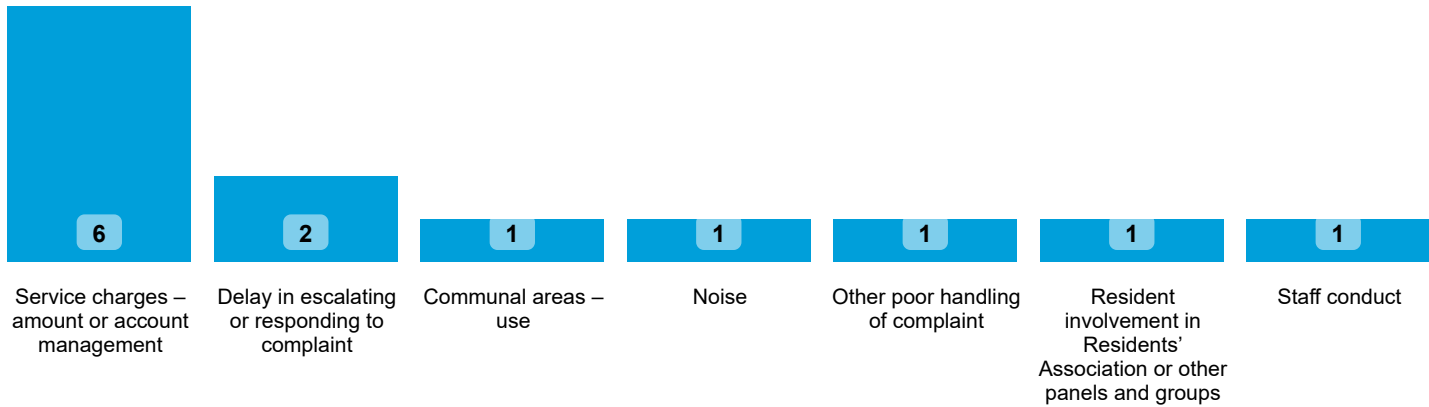 6
2
1
1
1
1
1
Service charges –
amount or account
management
Delay in escalating
or responding to
complaint
Communal areas –
use
Noise
Other poor handling
of complaint
Resident
involvement in
Residents’
Association or other
panels and groups
Staff conduct